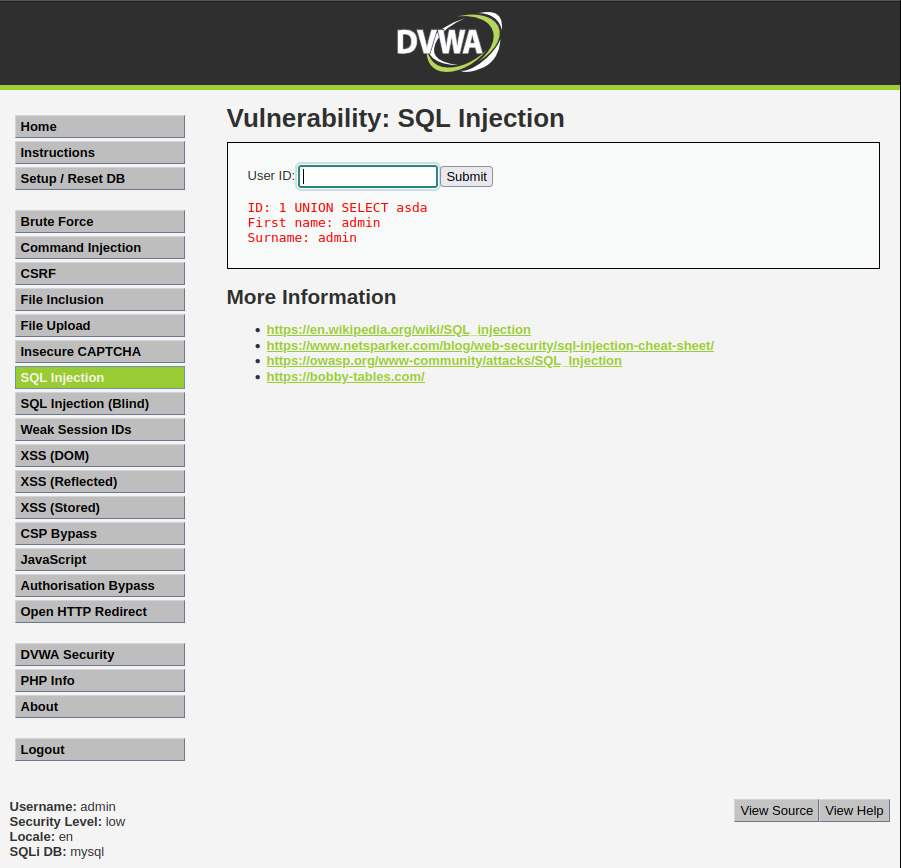 DVWA
Vulnerability: SQL Injection
Home
Instructions
Setup / Reset DB
Brute Force
Command Injection
CSRF
File Inclusion
File Upload
Insecure CAPTCHA
SQL Injection
SQL Injection (Blind)
Weak Session IDs
XSS (DOM)
XSS (Reflected)
XSS (Stored)
CSP Bypass
JavaScript
Authorisation Bypass
Open HTTP Redirect
DVWA Security
PHP Info
About
Logout
User ID: Submit
ID: 1 UNION SELECT asda
First name: admin
Surname: admin
More Information
• https://en.wikipedia.org/wiki/SQL_injection
• https://www.netsparker.com/blog/web-security/sql-injection-cheat-sheet/
• https://owasp.org/www-community/attacks/SQL_Injection
• https://bobby-tables.com/
Username: admin
Security Level: low
Locale: en
SQLi DB: mysql
View Source View Help